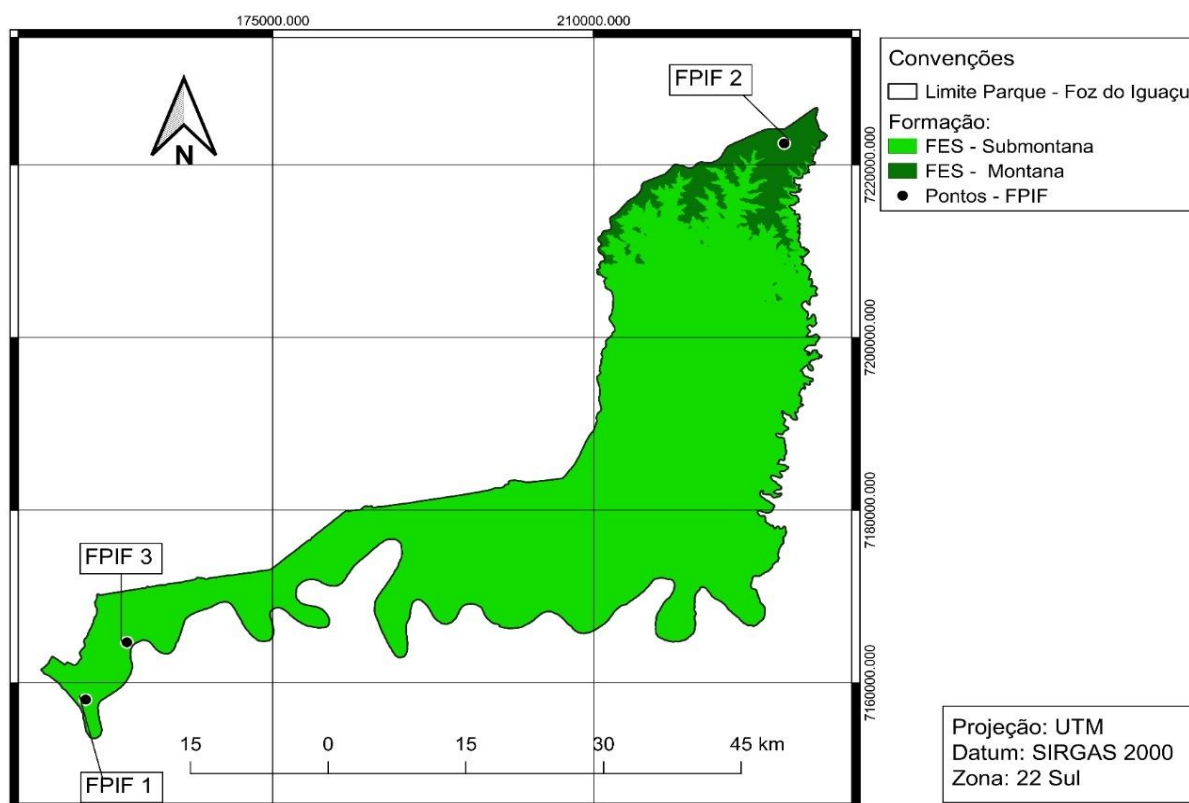 175000.000
210000.000
FPIF 2
N
FPIF 3
FPIF 1
7220000.000
7200000.000
7180000.000
7160000.000
15
0
15
30
45 km
Convenções
Limite Parque - Foz do Iguaçu
Formação:
FES - Submontana
FES - Montana
Pontos - FPIF
Projeção: UTM
Datum: SIRGAS 2000
Zona: 22 Sul